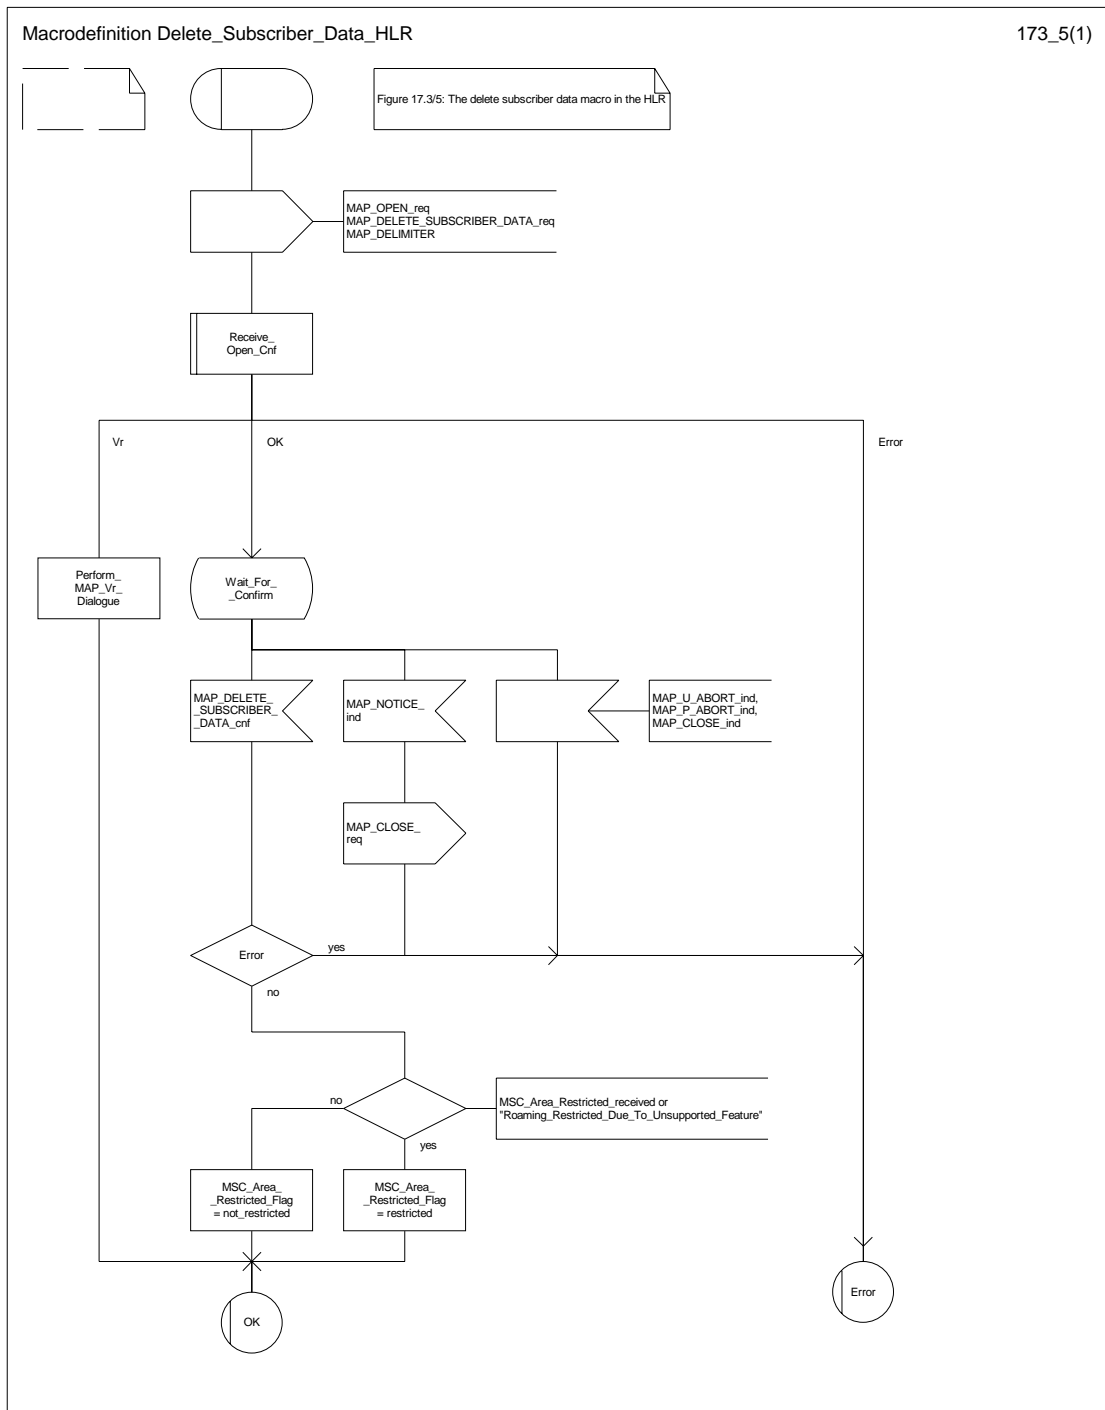 Macrodefinition Delete_Subscriber_Data_HLR
173_5(1)
Figure 17.3/5: The delete subscriber data macro in the HLR
MAP_OPEN_req
MAP_DELETE_SUBSCRIBER_DATA_req
MAP_DELIMITER
Receive_
Open_Cnf
Vr
OK
Error
Perform_
MAP_Vr_
Dialogue
Wait_For_
_Confirm
MAP_DELETE_
_SUBSCRIBER_
_DATA_cnf
MAP_NOTICE_
ind
MAP_U_ABORT_ind,
MAP_P_ABORT_ind,
MAP_CLOSE_ind
MAP_CLOSE_
req
Error
yes
no
no
MSC_Area_Restricted_received or
"Roaming_Restricted_Due_To_Unsupported_Feature"
yes
MSC_Area_
_Restricted_Flag
= not_restricted
MSC_Area_
_Restricted_Flag
= restricted
Error
OK